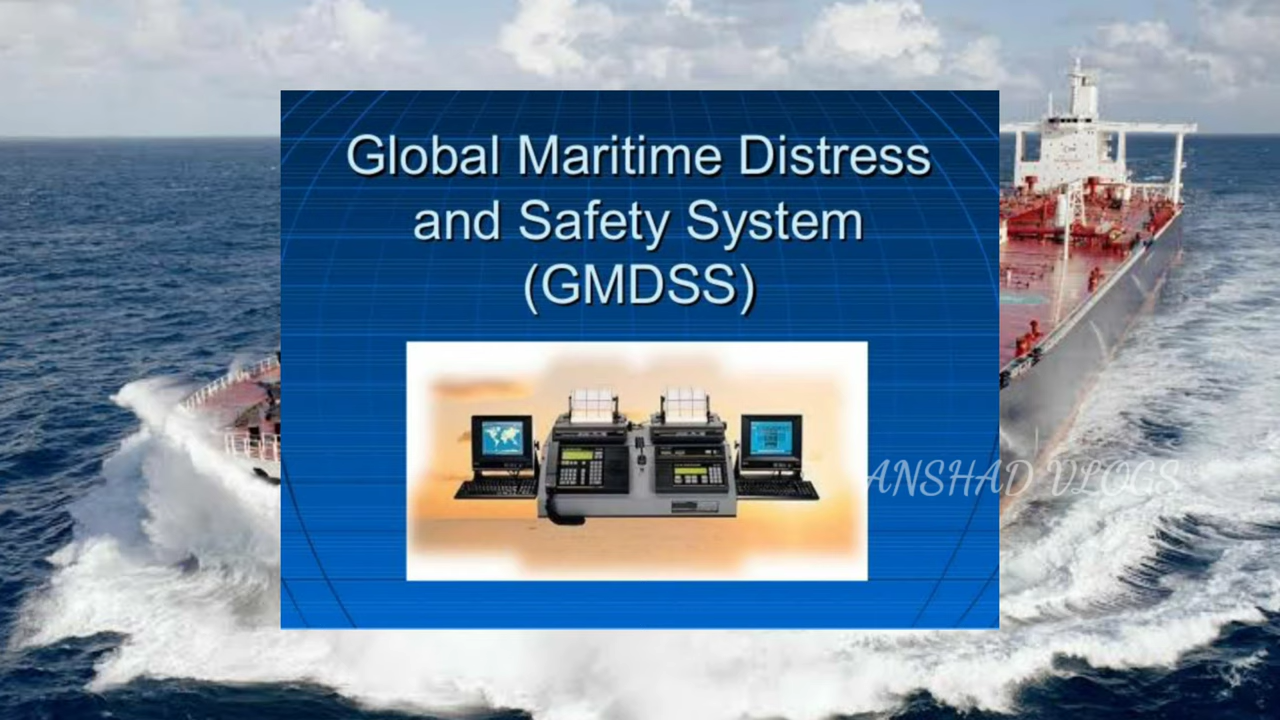 Global Maritime Distress
and Safety System
(GMDSS)
ANSHAD VLOGS